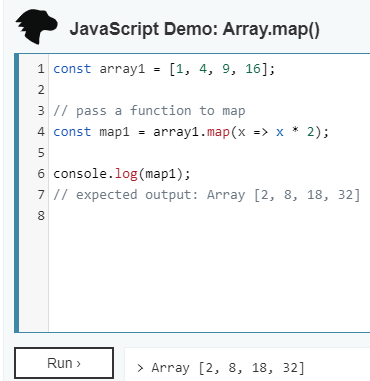 JavaScript Demo: Array.map()
1 const array1 = [1, 4, 9, 16];
2
3 // pass a function to map
4 const map1 = array1.map(x => x * 2);
5
6 console.log(map1);
7 // expected output: Array [2, 8, 18, 32]
8
Run ›
> Array [2, 8, 18, 32]